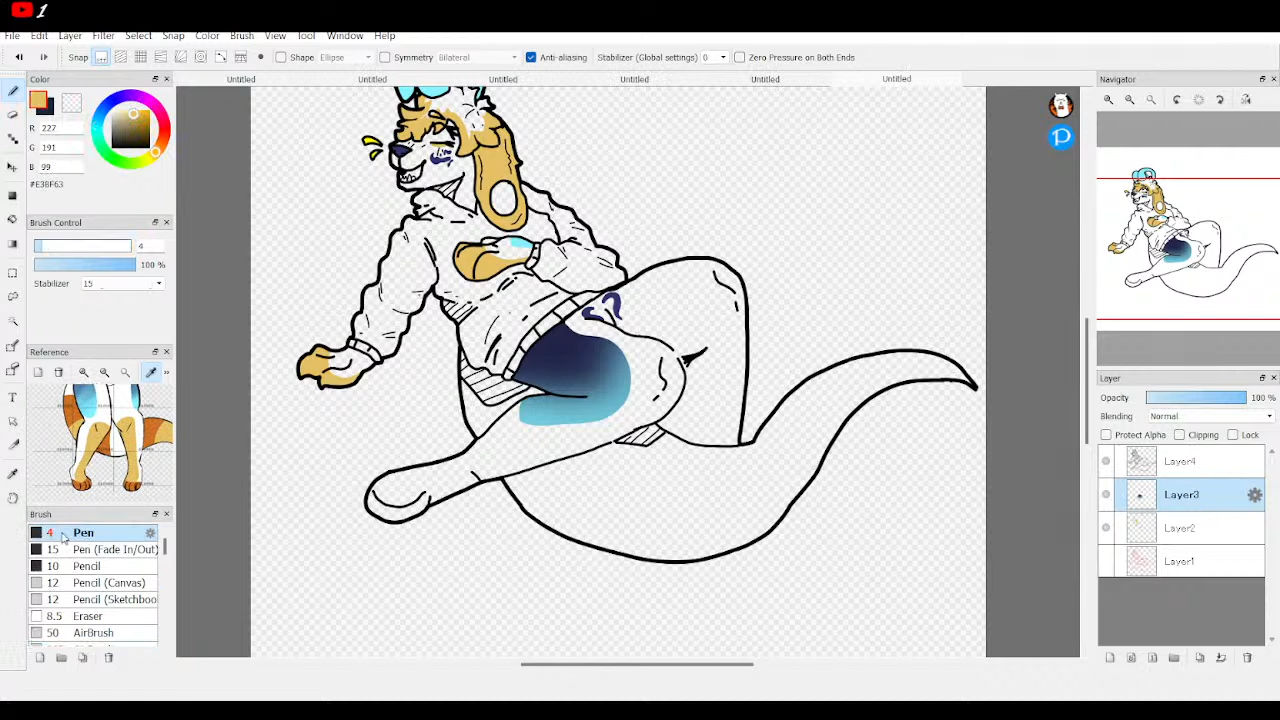 1
File Edit Layer Filter Select Snap Color Brush View Tool Window Help
Snap Shape Ellipse Symmetry Bilateral Anti-aliasing Stabilizer (Global settings) 0 Zero Pressure on Both Ends
Color
Untitled Untitled Untitled Untitled Untitled Untitled
Navigator
R 227
G 191
B 99
#E3BF63
Brush Control
4
100 %
Stabilizer 15
Reference
Brush
4 Pen
15 Pen (Fade In/Out)
10 Pencil
12 Pencil (Canvas)
12 Pencil (Sketchboo
8.5 Eraser
50 AirBrush
Layer
Opacity 100 %
Blending Normal
Protect Alpha Clipping Lock
Layer4
Layer3
Layer2
Layer1